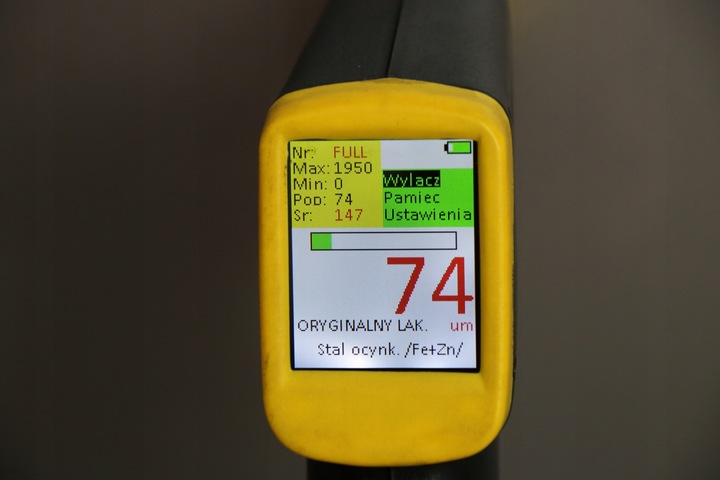 Nr: FULL
Max: 1950
Min: 0
Pop: 74
Sr: 147
Wylacz
Pamiec
Ustawienia
74
ORYGINALNY LAK. um
Stal ocynk. /Fe+Zn/